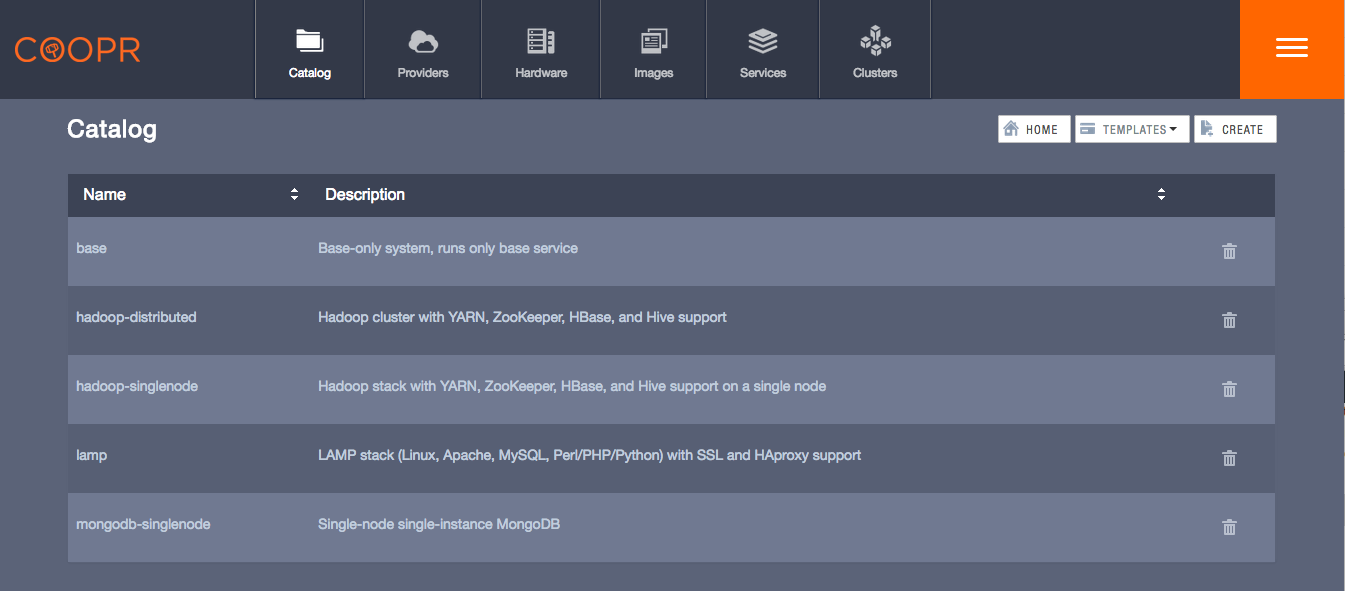 COOPR
Catalog
Providers
Hardware
Images
Services
Clusters
Catalog
HOME
TEMPLATES
CREATE
Name
Description
base
Base-only system, runs only base service
hadoop-distributed
Hadoop cluster with YARN, ZooKeeper, HBase, and Hive support
hadoop-singlenode
Hadoop stack with YARN, ZooKeeper, HBase, and Hive support on a single node
lamp
LAMP stack (Linux, Apache, MySQL, Perl/PHP/Python) with SSL and HAproxy support
mongodb-singlenode
Single-node single-instance MongoDB